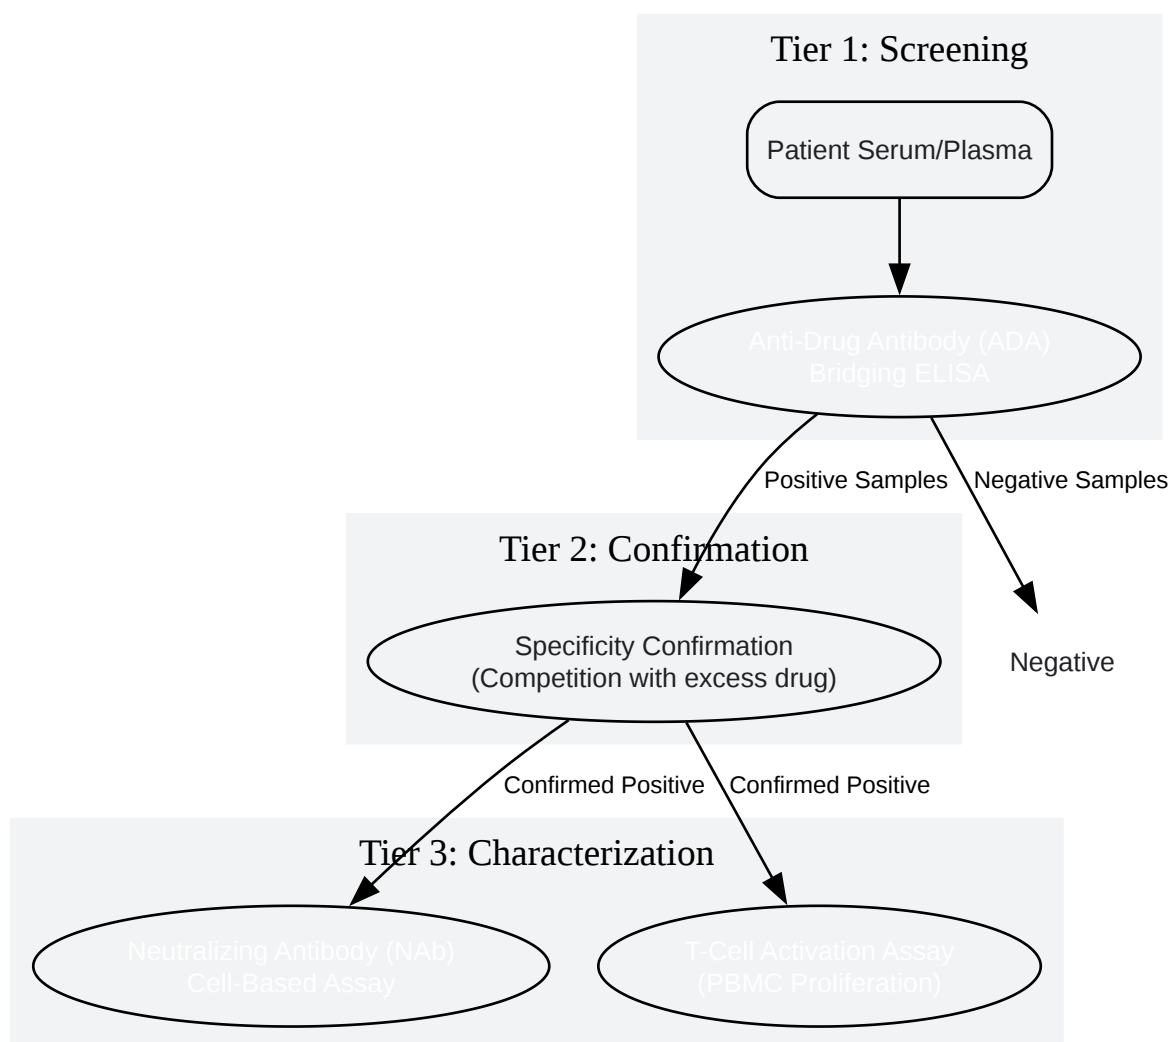 Tier 1: Screening
Patient Serum/Plasma
Anti-Drug Antibody (ADA)
Bridging ELISA
Positive Samples
Negative Samples
Tier 2: Confirmation
Specificity Confirmation
(Competition with excess drug)
Negative
Confirmed Positive
Confirmed Positive
Tier 3: Characterization
Neutralizing Antibody (NAb)
Cell-Based Assay
T-Cell Activation Assay
(PBMC Proliferation)